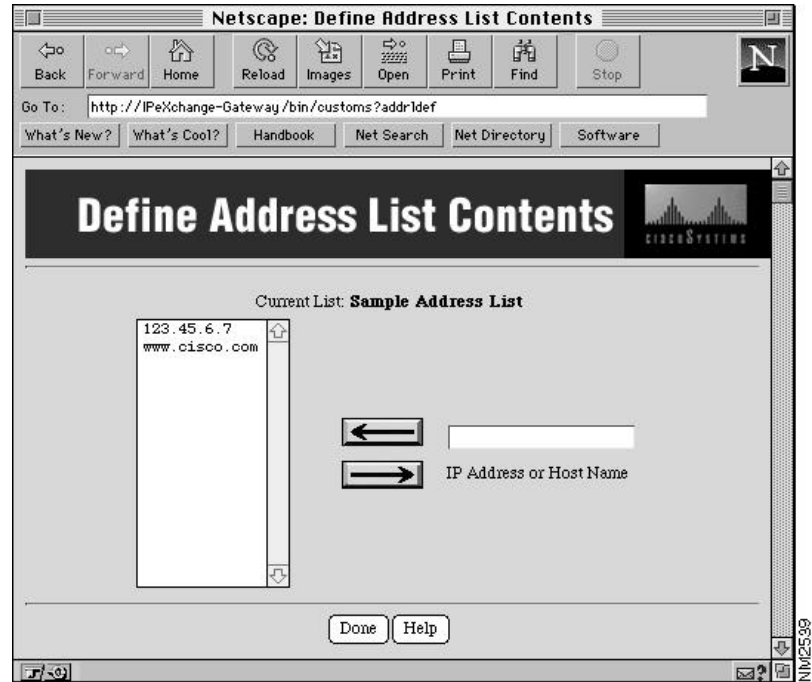 Netscape: Define Address List Contents
Back Forward Home Reload Images Open Print Find Stop
N
Go To: http://IPeXchange-Gateway/bin/customs?addrldef
What's New? What's Cool? Handbook Net Search Net Directory Software
Define Address List Contents
CISCO SYSTEMS
Current List: Sample Address List
123.45.6.7
www.cisco.com
IP Address or Host Name
Done Help
?
NM2539